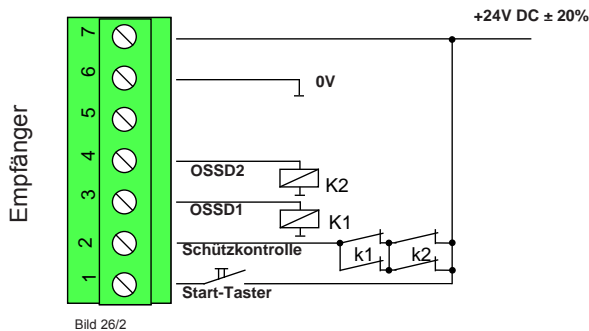 +24V DC ± 20%
Empfänger
7
6
0V
5
4
OSSD2
K2
3
OSSD1
K1
2
Schützkontrolle
k1
k2
1
Start-Taster
Bild 26/2